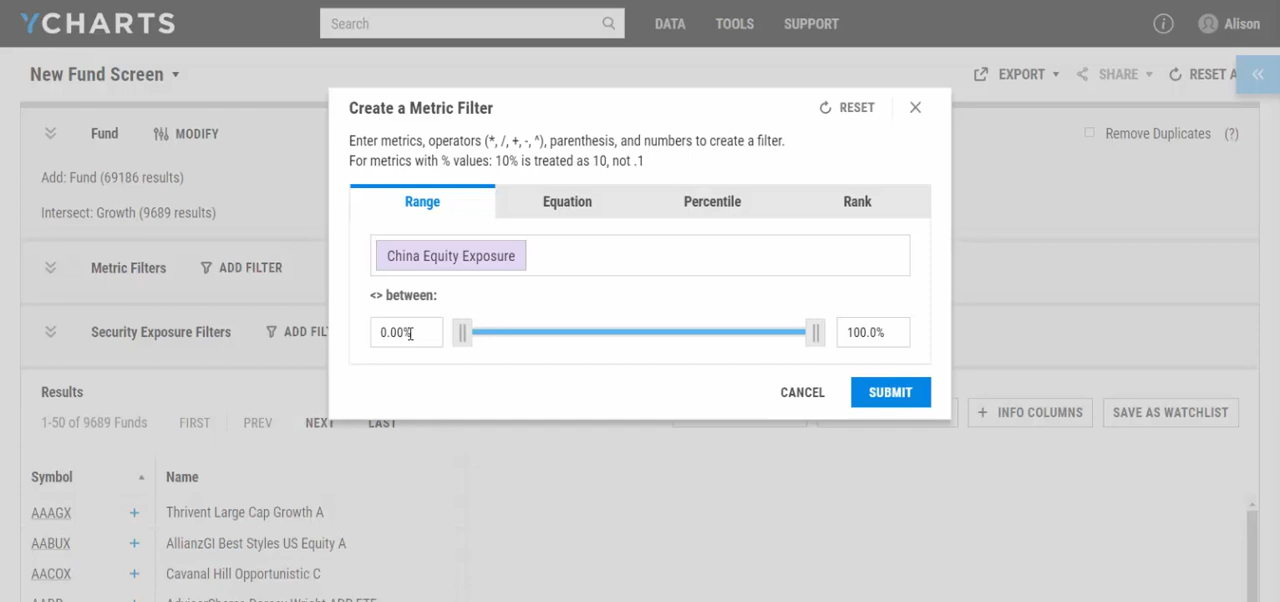 YCHARTS
Search
DATA TOOLS SUPPORT
Alison
New Fund Screen
EXPORT SHARE RESET A
Create a Metric Filter
RESET
Fund MODIFY
Remove Duplicates (?)
Enter metrics, operators (*, /, +, -, ^), parenthesis, and numbers to create a filter.
For metrics with % values: 10% is treated as 10, not .1
Add: Fund (69186 results)
Range Equation Percentile Rank
Intersect: Growth (9689 results)
China Equity Exposure
Metric Filters ADD FILTER
<> between:
Security Exposure Filters ADD FILT
0.00% 100.0%
CANCEL SUBMIT
Results
1-50 of 9689 Funds FIRST PREV NEXT LAST
+ INFO COLUMNS SAVE AS WATCHLIST
Symbol Name
AAAGX + Thrivent Large Cap Growth A
AABUX + AllianzGI Best Styles US Equity A
AACOX + Cavanal Hill Opportunistic C